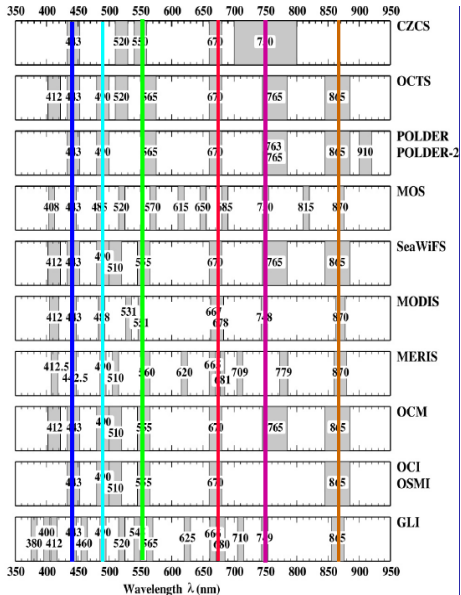 350 400 450 500 550 600 650 700 750 800 850 900 950
CZCS
443 520 550 670 750
OCTS
412 443 490 520 565 670 765 865
POLDER
POLDER-2
443 490 565 670 763 765 865 910
MOS
408 443 485 520 570 615 650 685 750 815 870
SeaWiFS
412 443 490 510 555 670 765 865
MODIS
412 443 488 531 551 667 678 748 870
MERIS
412.5 442.5 490 510 560 620 681 709 779 870
OCM
412 443 490 510 555 670 765 865
OCI
OSMI
443 490 510 555 670 865
GLI
380 400 412 443 460 490 520 545 565 625 666 680 710 749 865
350 400 450 500 550 600 650 700 750 800 850 900 950
Wavelength λ (nm)